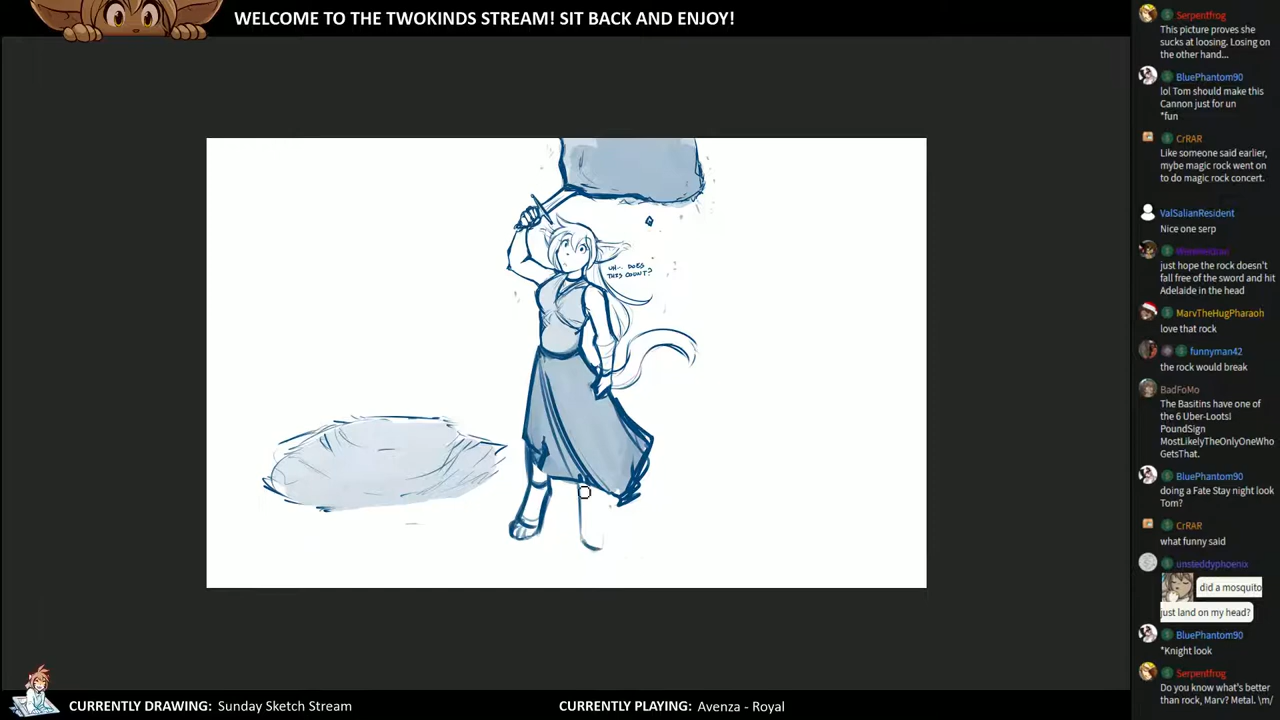 WELCOME TO THE TWOKINDS STREAM! SIT BACK AND ENJOY!
UH... DOES
THIS COUNT?
Serpentfrog
This picture proves she
sucks at loosing. Losing on
the other hand...
BluePhantom90
lol Tom should make this
Cannon just for un
*fun
CrRAR
Like someone said earlier,
mybe magic rock went on
to do magic rock concert.
ValSalianResident
Nice one serp
just hope the rock doesn't
fall free of the sword and hit
Adelaide in the head
MarvTheHugPharaoh
love that rock
funnyman42
the rock would break
BadFoMo
The Basitins have one of
the 6 Uber-Loots!
PoundSign
MostLikelyTheOnlyOneWho
GetsThat.
BluePhantom90
doing a Fate Stay night look
Tom?
CrRAR
what funny said
unsteddyphoenix
did a mosquito
just land on my head?
BluePhantom90
*Knight look
Serpentfrog
Do you know what's better
than rock, Marv? Metal. \m/
CURRENTLY DRAWING: Sunday Sketch Stream
CURRENTLY PLAYING: Avenza - Royal